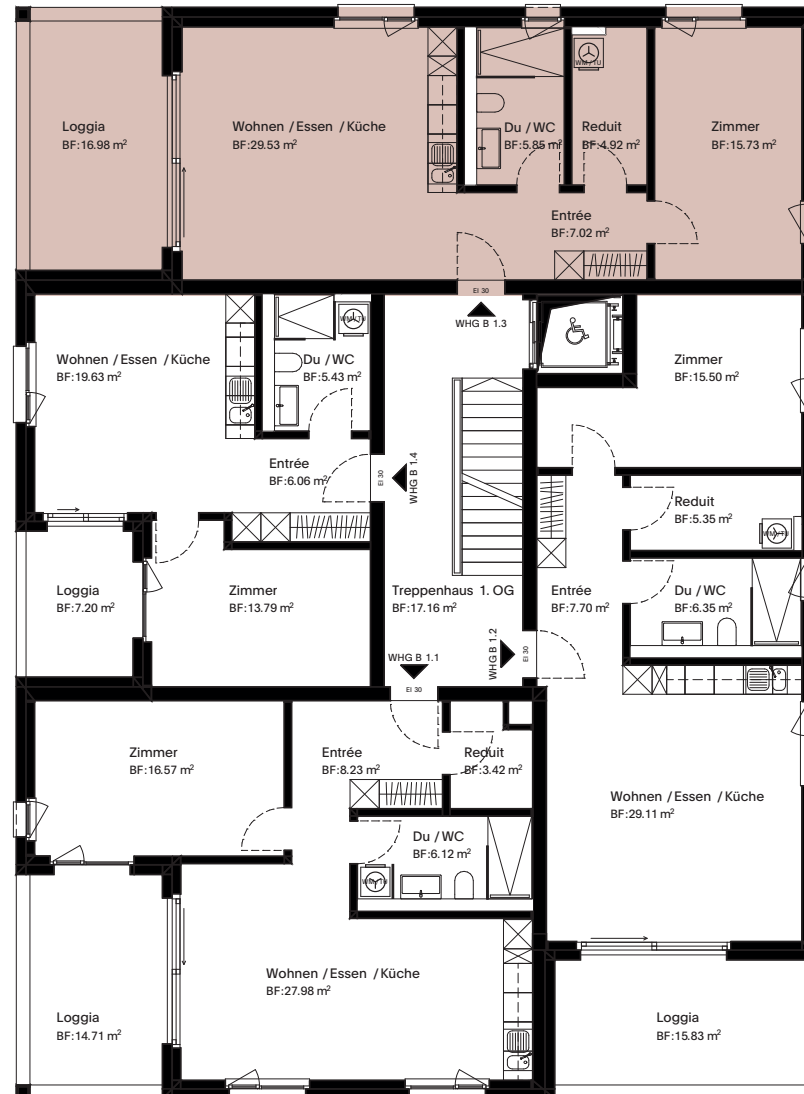 Loggia
BF:16.98 m²
Wohnen / Essen / Küche
BF:29.53 m²
Du / WC
BF:5.85 m²
WM / TU
Reduit
BF:4.92 m²
Zimmer
BF:15.73 m²
Entrée
BF:7.02 m²
EI 30
WHG B 1.3
Wohnen / Essen / Küche
BF:19.63 m²
WM / TU
Du / WC
BF:5.43 m²
Entrée
BF:6.06 m²
EI 30
WHG B 1.4
Zimmer
BF:15.50 m²
Reduit
BF:5.35 m²
WM / TU
Loggia
BF:7.20 m²
Zimmer
BF:13.79 m²
Treppenhaus 1. OG
BF:17.16 m²
Entrée
BF:7.70 m²
Du / WC
BF:6.35 m²
WHG B 1.2
EI 30
WHG B 1.1
EI 30
Zimmer
BF:16.57 m²
Entrée
BF:8.23 m²
Reduit
BF:3.42 m²
Wohnen / Essen / Küche
BF:29.11 m²
Du / WC
BF:6.12 m²
WM / TU
Wohnen / Essen / Küche
BF:27.98 m²
Loggia
BF:14.71 m²
Loggia
BF:15.83 m²